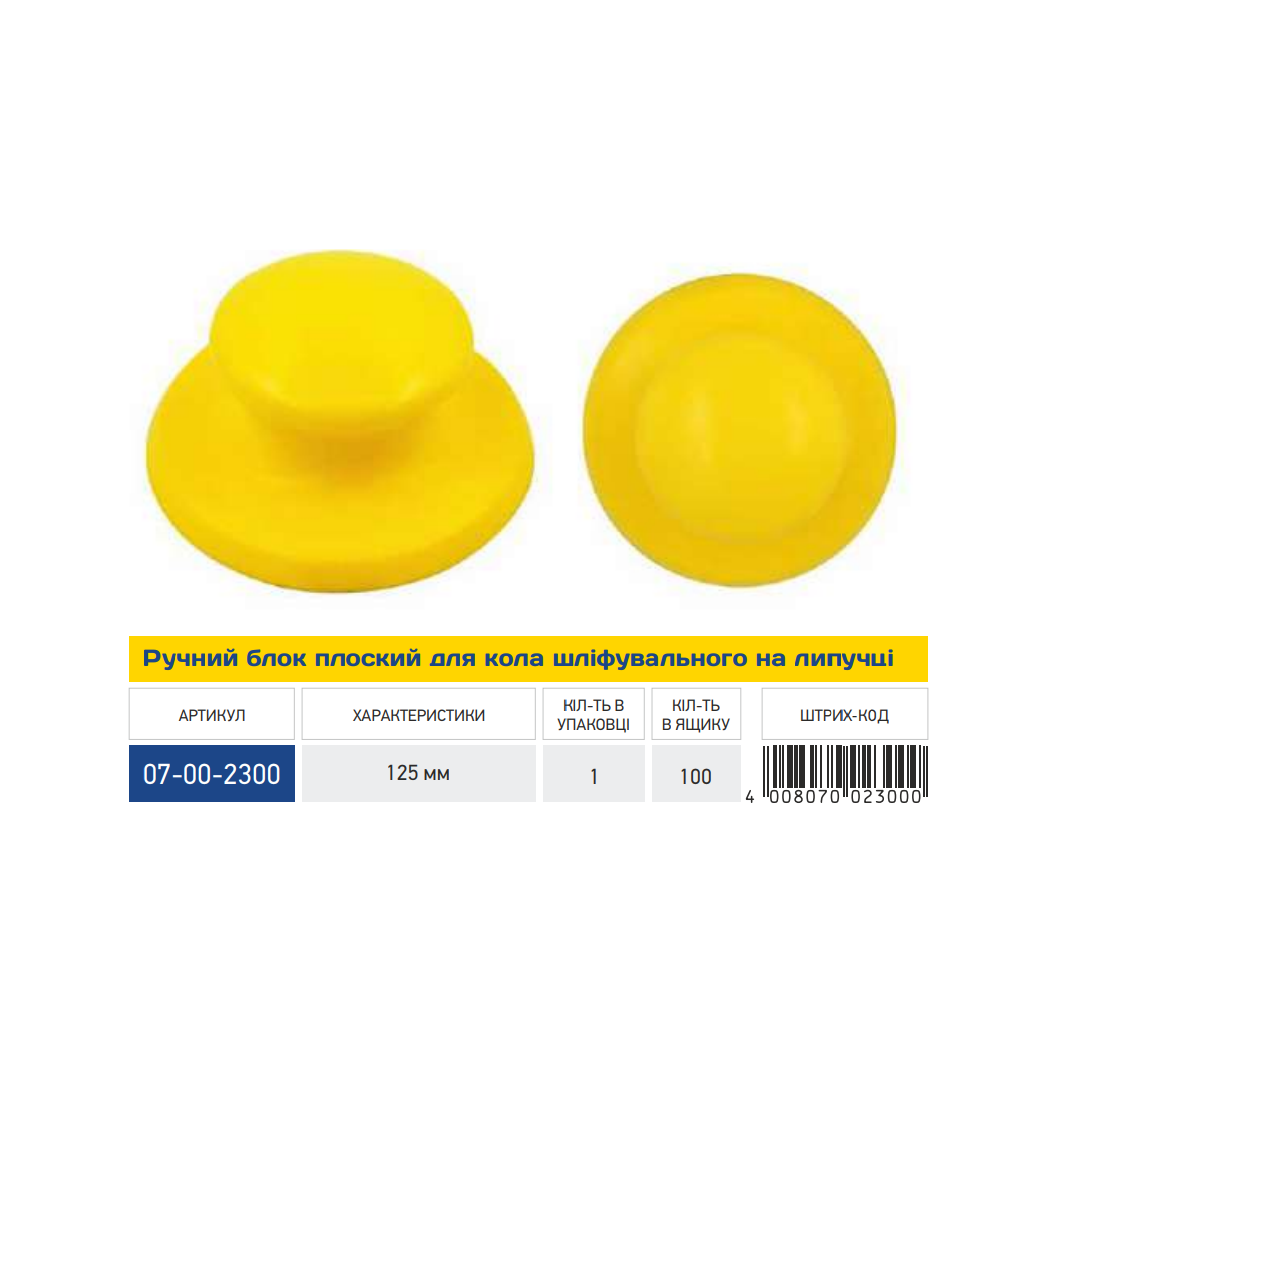 Ручний блок плоский для кола шліфувального на липучці
АРТИКУЛ
ХАРАКТЕРИСТИКИ
КІЛ-ТЬ В
УПАКОВЦІ
КІЛ-ТЬ
В ЯЩИКУ
ШТРИХ-КОД
07-00-2300
125 мм
1
100
4 008070 023000